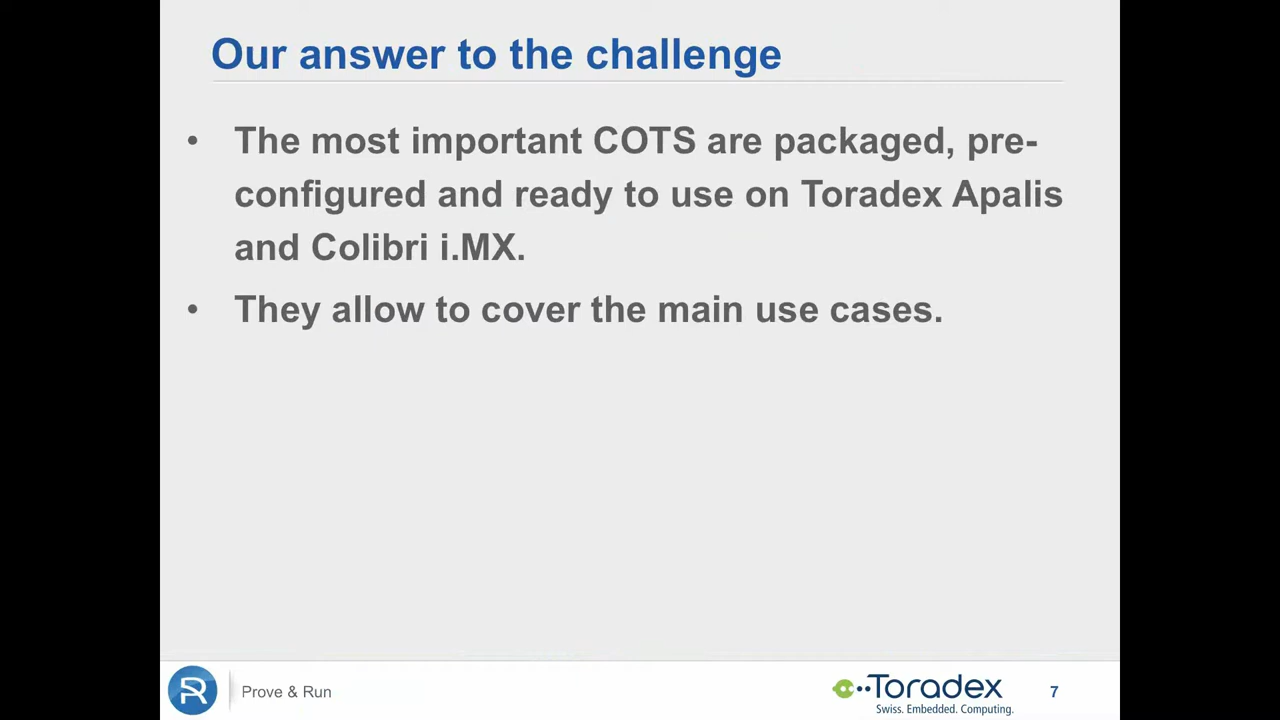 Our answer to the challenge
• The most important COTS are packaged, pre-
configured and ready to use on Toradex Apalis
and Colibri i.MX.
• They allow to cover the main use cases.
Prove & Run
Toradex
Swiss. Embedded. Computing.
7